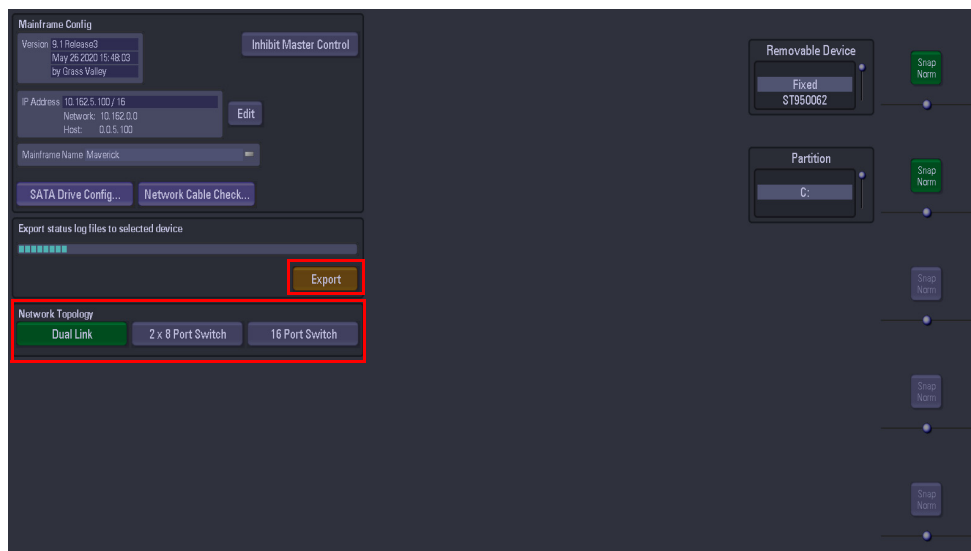 Mainframe Config
Version 9.1 Release3
May 26 2020 15:48:03
by Grass Valley
Inhibit Master Control
IP Address 10.162.5.100 / 16
Network: 10.162.0.0
Host: 0.0.5.100
Edit
Mainframe Name Maverick
SATA Drive Config...
Network Cable Check...
Export status log files to selected device
Export
Network Topology
Dual Link
2 x 8 Port Switch
16 Port Switch
Removable Device
Fixed
ST950062
Partition
C:
Snap
Norm
Snap
Norm
Snap
Norm
Snap
Norm
Snap
Norm